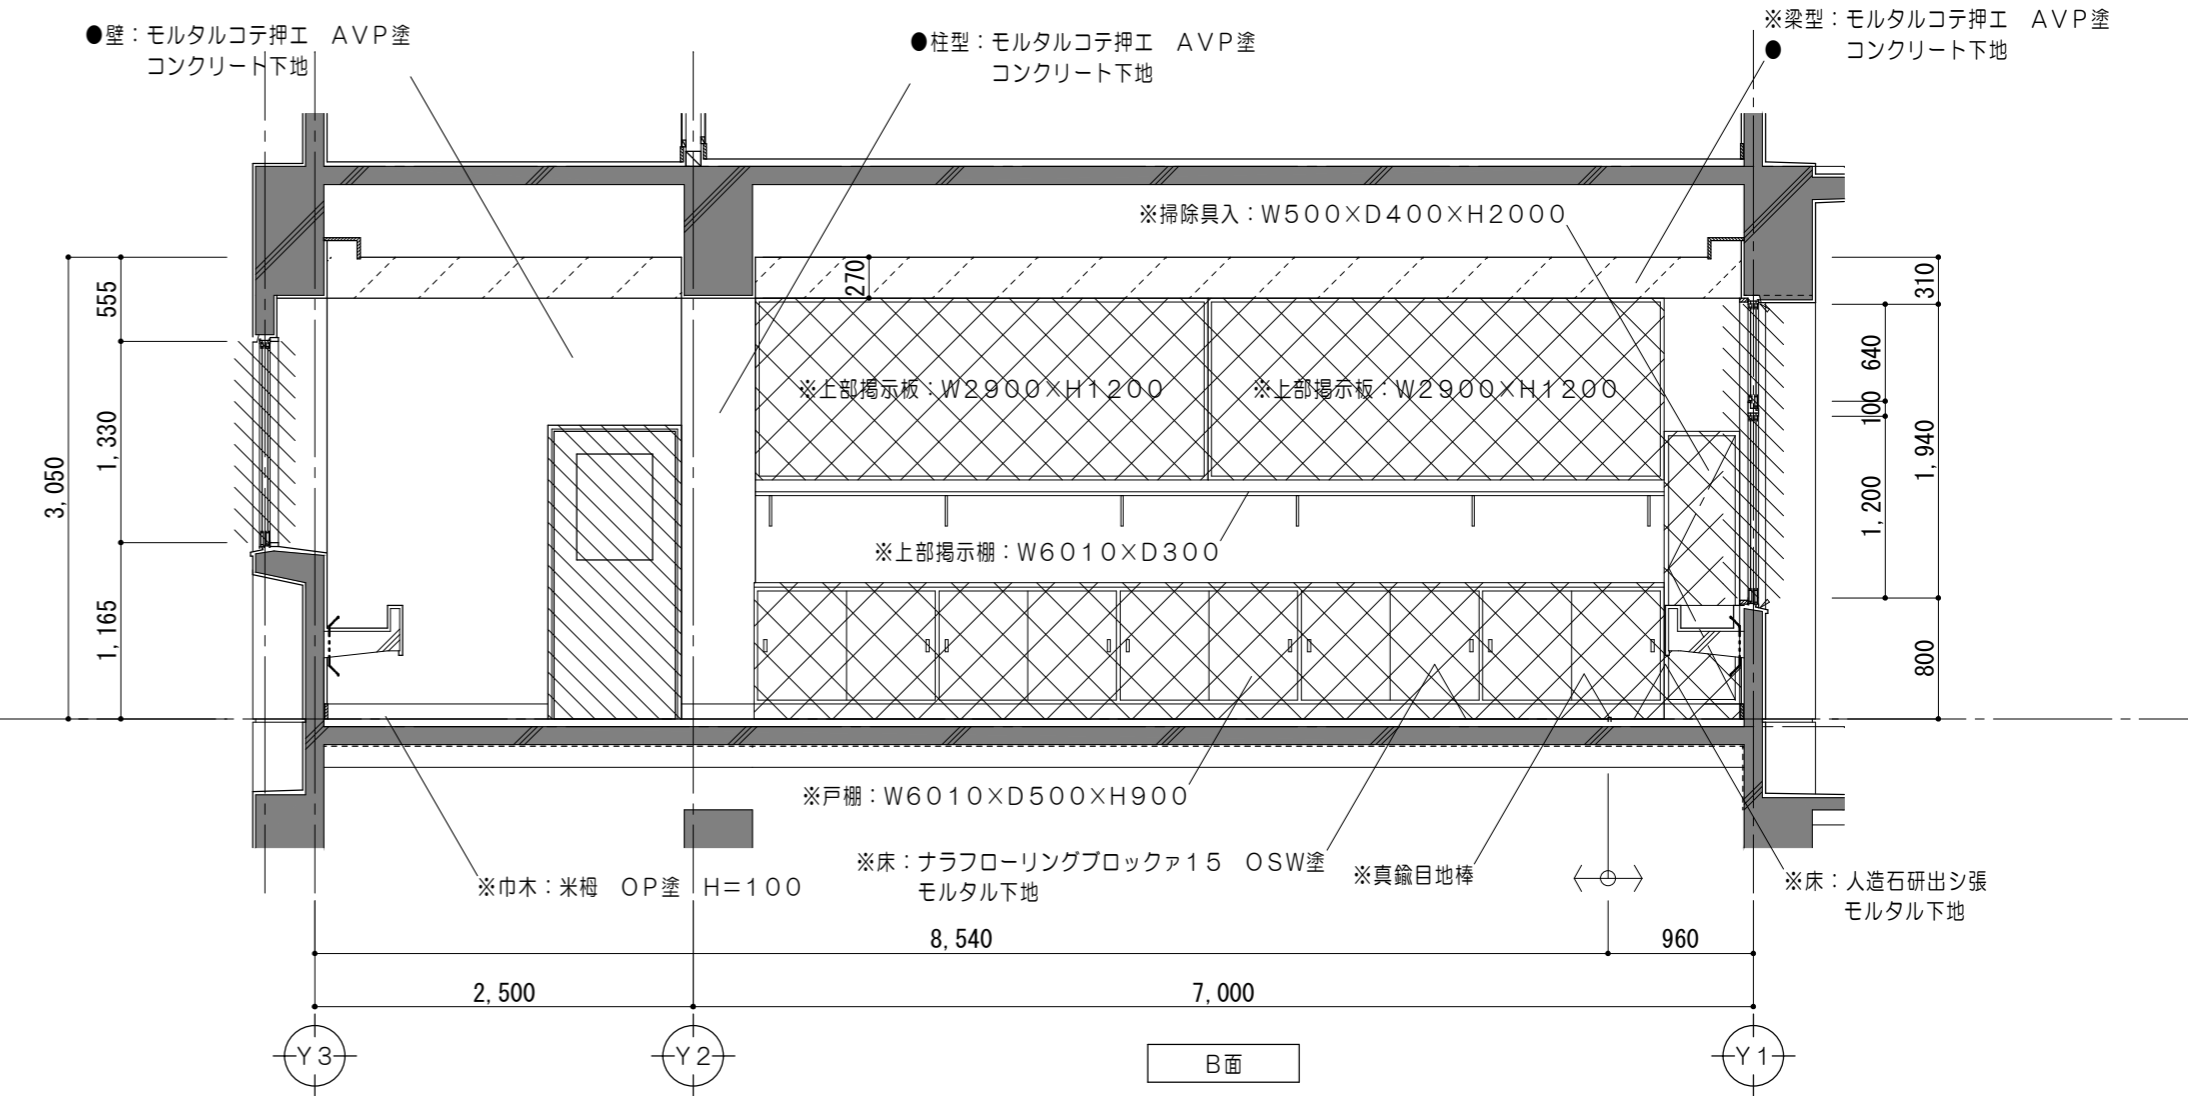 ●壁：モルタルコテ押エ　ＡＶＰ塗
コンクリート下地
●柱型：モルタルコテ押エ　ＡＶＰ塗
コンクリート下地
※梁型：モルタルコテ押エ　ＡＶＰ塗
●　コンクリート下地
※掃除具入：Ｗ５００×Ｄ４００×Ｈ２０００
270
555
1,330
1,165
3,050
310
640
100
1,200
1,940
800
※上部掲示板：Ｗ２９００×Ｈ１２００
※上部掲示板：Ｗ２９００×Ｈ１２００
※上部掲示棚：Ｗ６０１０×Ｄ３００
※戸棚：Ｗ６０１０×Ｄ５００×Ｈ９００
※巾木：米栂　ＯＰ塗　Ｈ＝１００
※床：ナラフローリングブロックァ１５　ＯＳＷ塗
モルタル下地
※真鍮目地棒
※床：人造石研出シ張
モルタル下地
8,540
960
2,500
7,000
Ｙ３
Ｙ２
Ｙ１
Ｂ面